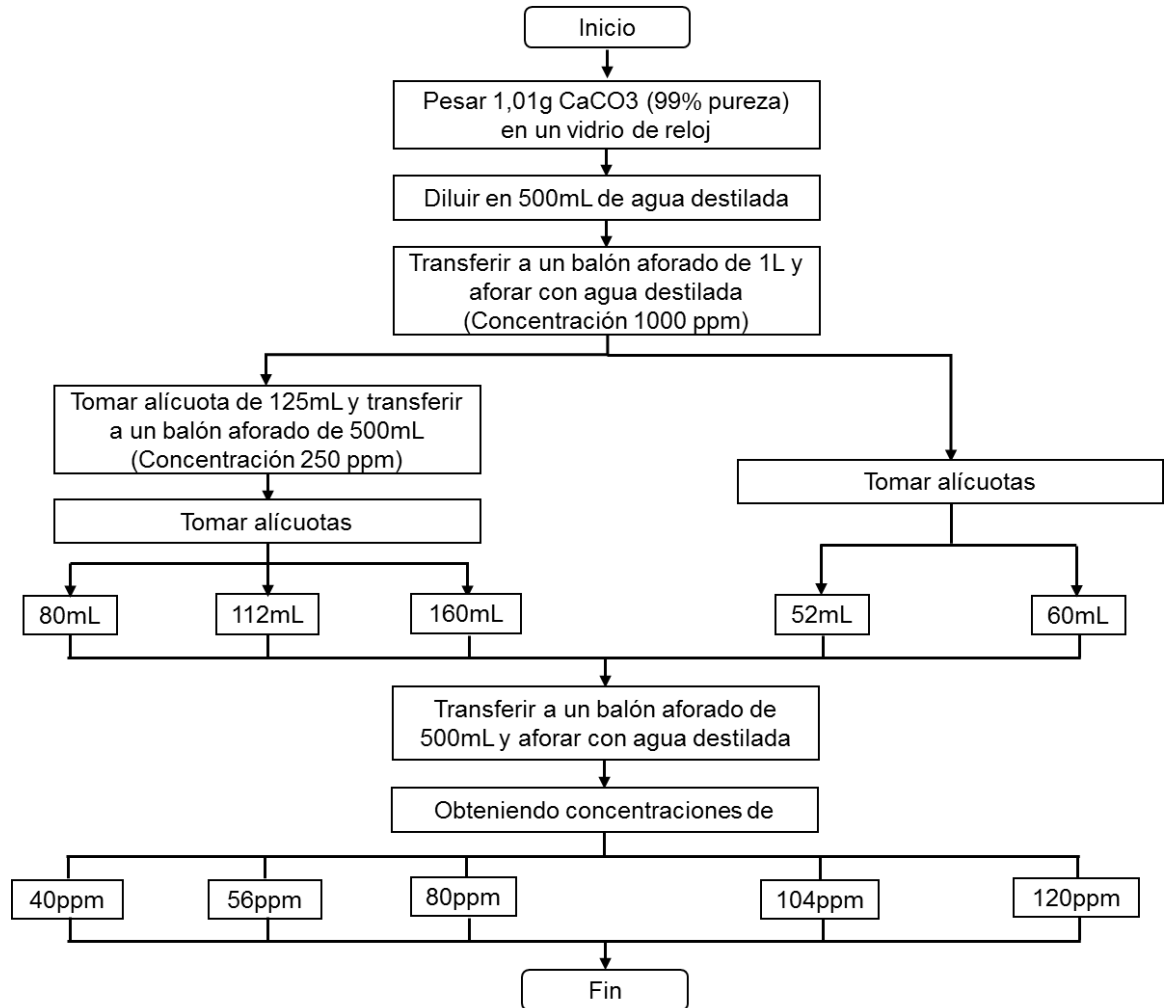 Inicio
Pesar 1,01g CaCO3 (99% pureza)
en un vidrio de reloj
Diluir en 500mL de agua destilada
Transferir a un balón aforado de 1L y
aforar con agua destilada
(Concentración 1000 ppm)
Tomar alícuota de 125mL y transferir
a un balón aforado de 500mL
(Concentración 250 ppm)
Tomar alícuotas
Tomar alícuotas
80mL
112mL
160mL
52mL
60mL
Transferir a un balón aforado de
500mL y aforar con agua destilada
Obteniendo concentraciones de
40ppm
56ppm
80ppm
104ppm
120ppm
Fin